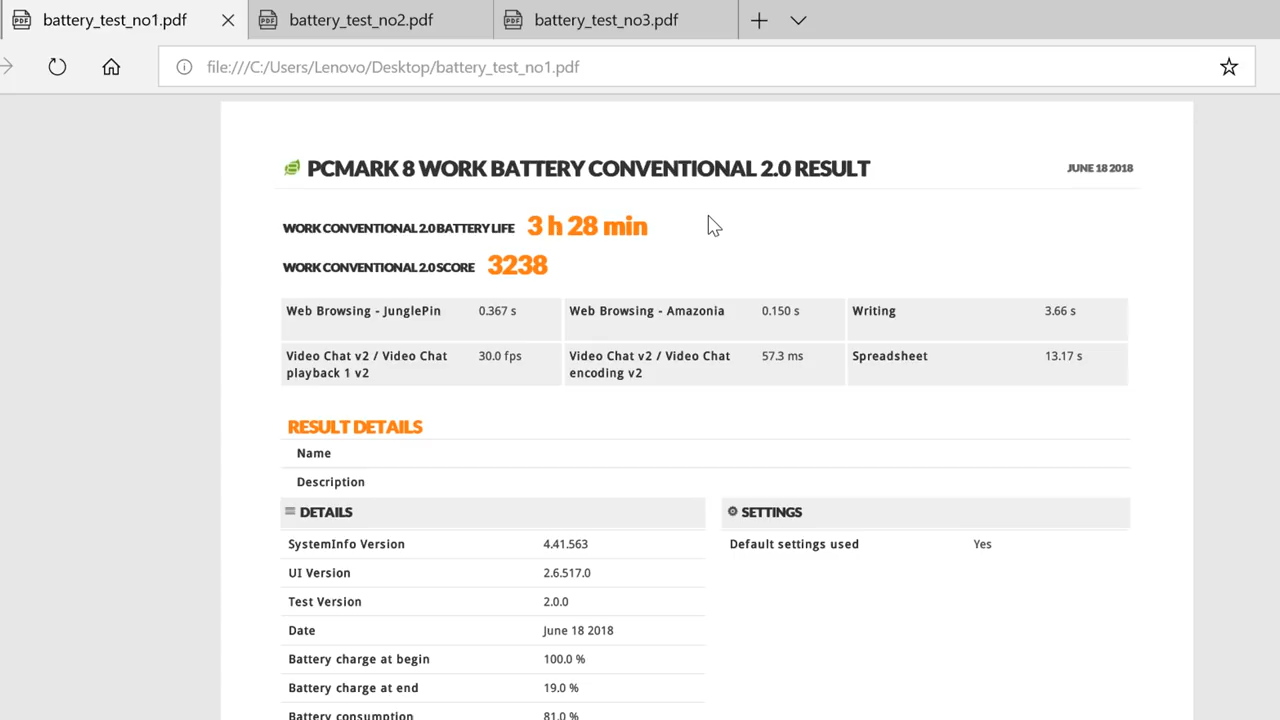 battery_test_no1.pdf
battery_test_no2.pdf
battery_test_no3.pdf
file:///C:/Users/Lenovo/Desktop/battery_test_no1.pdf
PCMARK 8 WORK BATTERY CONVENTIONAL 2.0 RESULT
JUNE 18 2018
WORK CONVENTIONAL 2.0 BATTERY LIFE 3 h 28 min
WORK CONVENTIONAL 2.0 SCORE 3238
Web Browsing - JunglePin 0.367 s
Web Browsing - Amazonia 0.150 s
Writing 3.66 s
Video Chat v2 / Video Chat 30.0 fps
playback 1 v2
Video Chat v2 / Video Chat 57.3 ms
encoding v2
Spreadsheet 13.17 s
RESULT DETAILS
Name
Description
DETAILS
SystemInfo Version 4.41.563
UI Version 2.6.517.0
Test Version 2.0.0
Date June 18 2018
Battery charge at begin 100.0 %
Battery charge at end 19.0 %
Battery consumption 81.0 %
SETTINGS
Default settings used Yes